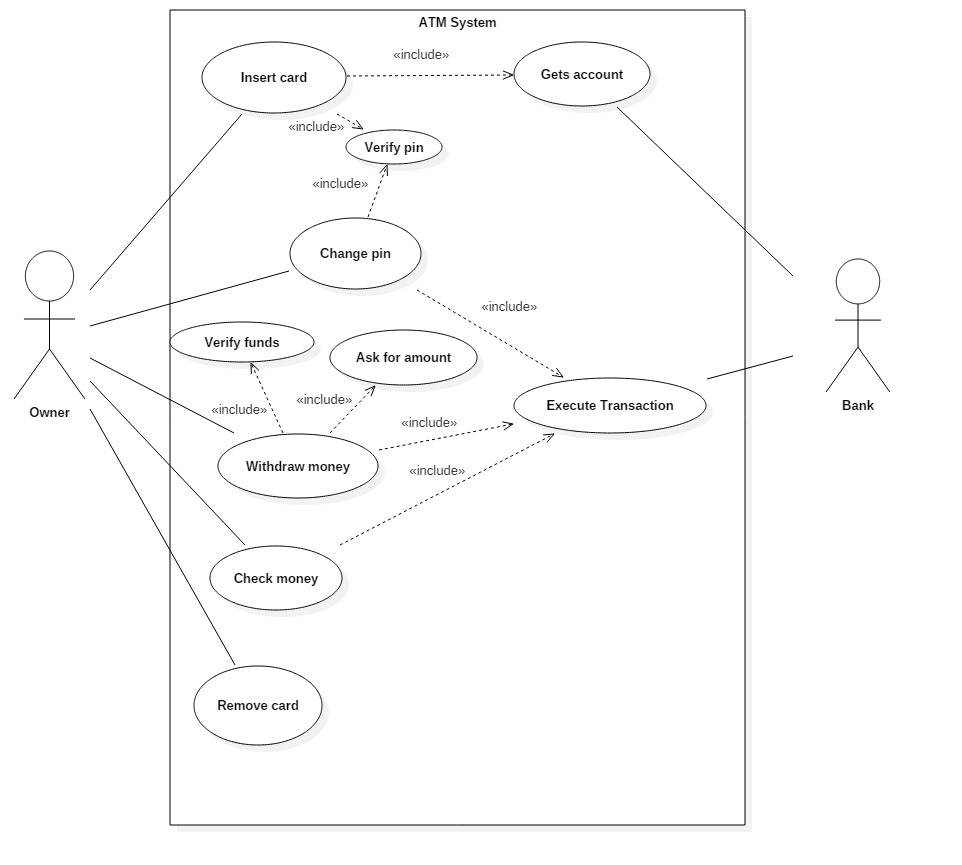 ATM System
Insert card
«include»
Gets account
«include»
Verify pin
«include»
Change pin
«include»
Verify funds
Ask for amount
«include»
«include»
Execute Transaction
Owner
Bank
«include»
Withdraw money
«include»
Check money
Remove card